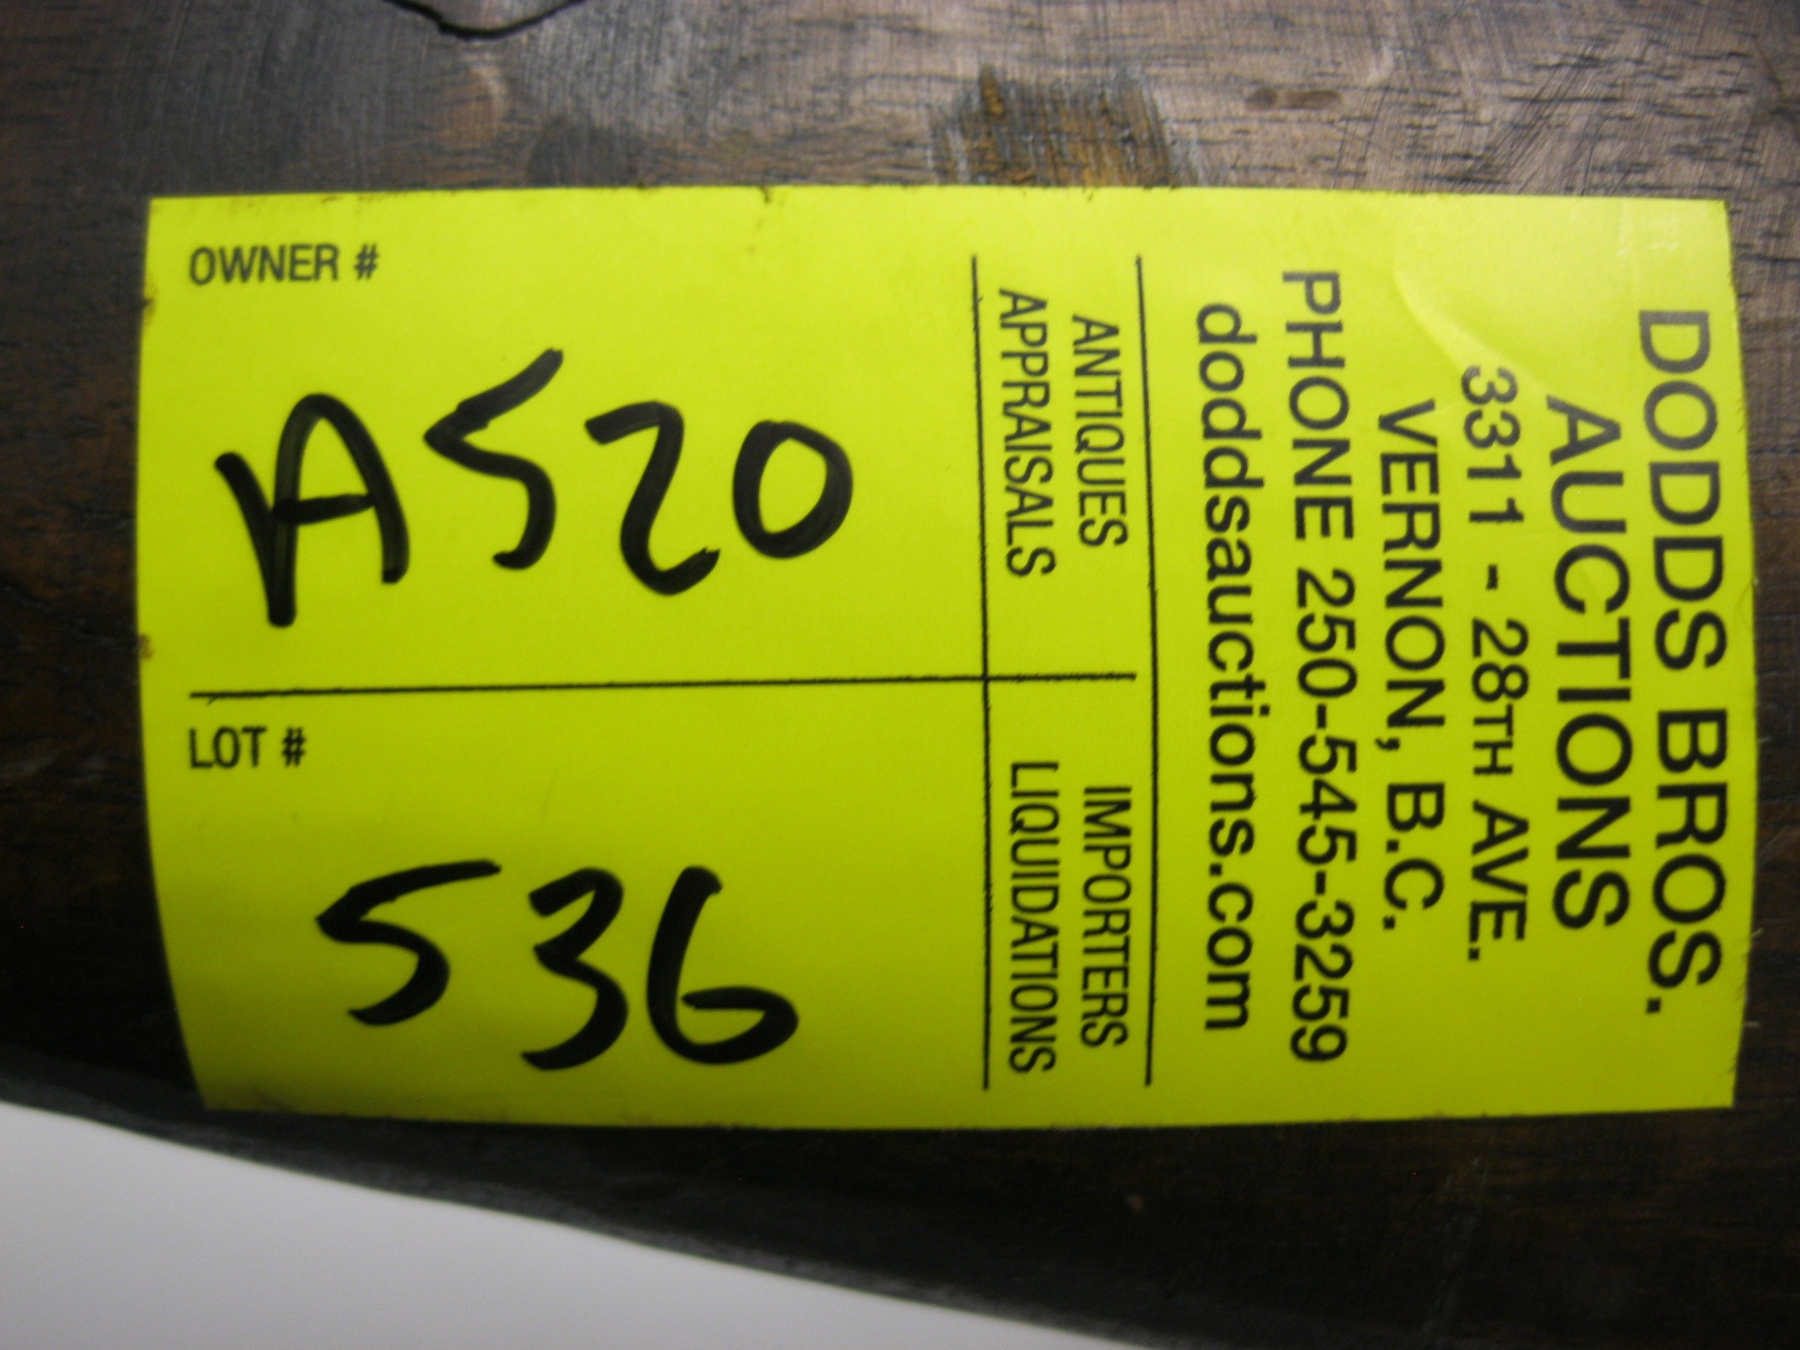 DODDS BROS.
AUCTIONS
3311 - 28TH AVE.
VERNON, B.C.
PHONE 250-545-3259
doddsauctions.com
ANTIQUES
APPRAISALS
IMPORTERS
LIQUIDATIONS
OWNER #
A520
LOT #
536